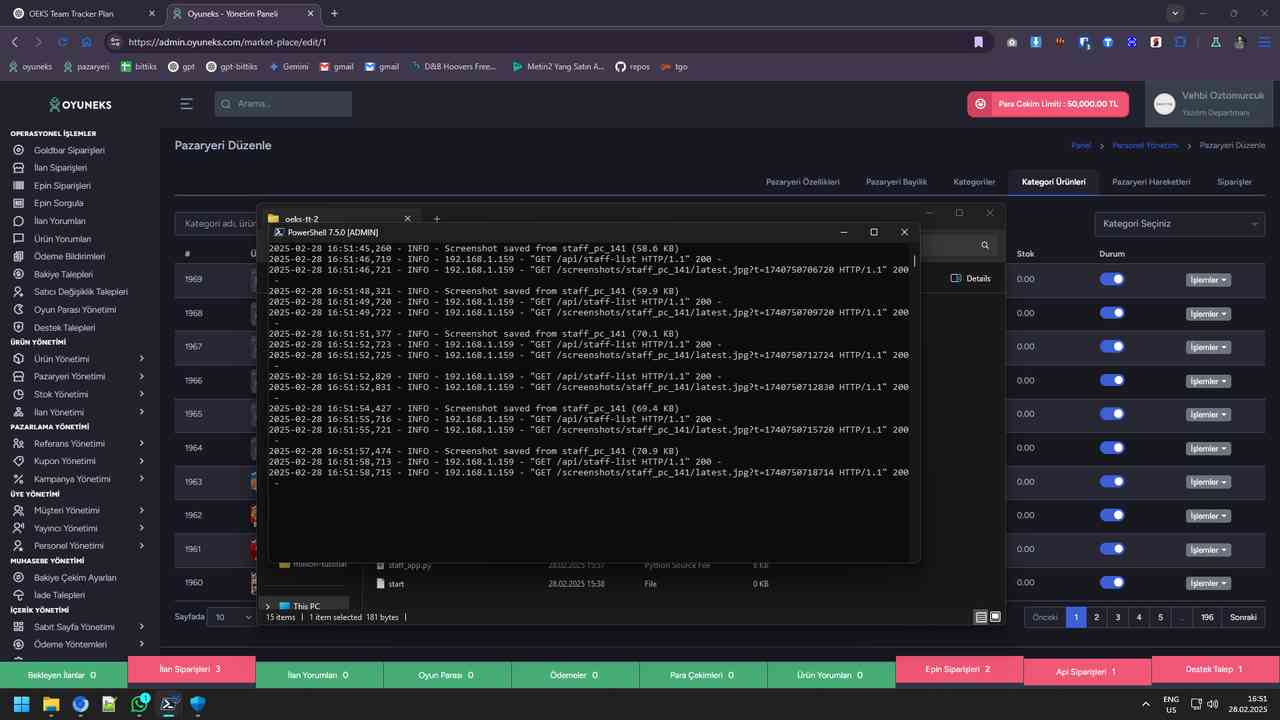 OEKS Team Tracker Plan
Oyuneks - Yönetim Paneli
https://admin.oyuneks.com/market-place/edit/1
oyuneks
pazaryeri
bittiks
gpt
gpt-bittiks
Gemini
gmail
gmail
D&B Hoovers Free...
Metin2 Yang Satın A...
repos
tgo
OYUNEKS
Arama...
Para Çekim Limiti : 50,000.00 TL
Vehbi Oztomurcuk
Yazılım Departmanı
OPERASYONEL İŞLEMLER
Goldbar Siparişleri
İlan Siparişleri
Epin Siparişleri
Epin Sorgula
İlan Yorumları
Ürün Yorumları
Ödeme Bildirimleri
Bakiye Talepleri
Satıcı Değişiklik Talepleri
Oyun Parası Yönetimi
Destek Talepleri
ÜRÜN YÖNETİMİ
Ürün Yönetimi
Pazaryeri Yönetimi
Stok Yönetimi
İlan Yönetimi
PAZARLAMA YÖNETİMİ
Referans Yönetimi
Kupon Yönetimi
Kampanya Yönetimi
ÜYE YÖNETİMİ
Müşteri Yönetimi
Yayıncı Yönetimi
Personel Yönetimi
MUHASEBE YÖNETİMİ
Bakiye Çekim Ayarları
İade Talepleri
İÇERİK YÖNETİMİ
Sabit Sayfa Yönetimi
Ödeme Yöntemleri
Pazaryeri Düzenle
Panel > Personel Yönetimi > Pazaryeri Düzenle
Pazaryeri Özellikleri
Pazaryeri Bayilik
Kategoriler
Kategori Ürünleri
Pazaryeri Hareketleri
Siparişler
Kategori adı, ürün
Kategori Seçiniz
#
Stok
Durum
1969
0.00
İşlemler
1968
0.00
İşlemler
1967
0.00
İşlemler
1966
0.00
İşlemler
1965
0.00
İşlemler
1964
0.00
İşlemler
1963
0.00
İşlemler
1962
0.00
İşlemler
1961
0.00
İşlemler
1960
0.00
İşlemler
Sayfada 10
Önceki 1 2 3 4 5 ... 196 Sonraki
oeks-tt-2
Details
PowerShell 7.5.0 [ADMIN]
2025-02-28 16:51:45,260 - INFO - Screenshot saved from staff_pc_141 (58.6 KB)
2025-02-28 16:51:46,719 - INFO - 192.168.1.159 - "GET /api/staff-list HTTP/1.1" 200 -
2025-02-28 16:51:46,721 - INFO - 192.168.1.159 - "GET /screenshots/staff_pc_141/latest.jpg?t=1740750706720 HTTP/1.1" 200
-
2025-02-28 16:51:48,321 - INFO - Screenshot saved from staff_pc_141 (59.9 KB)
2025-02-28 16:51:49,720 - INFO - 192.168.1.159 - "GET /api/staff-list HTTP/1.1" 200 -
2025-02-28 16:51:49,722 - INFO - 192.168.1.159 - "GET /screenshots/staff_pc_141/latest.jpg?t=1740750709720 HTTP/1.1" 200
-
2025-02-28 16:51:51,377 - INFO - Screenshot saved from staff_pc_141 (70.1 KB)
2025-02-28 16:51:52,723 - INFO - 192.168.1.159 - "GET /api/staff-list HTTP/1.1" 200 -
2025-02-28 16:51:52,725 - INFO - 192.168.1.159 - "GET /screenshots/staff_pc_141/latest.jpg?t=1740750712724 HTTP/1.1" 200
-
2025-02-28 16:51:52,829 - INFO - 192.168.1.159 - "GET /api/staff-list HTTP/1.1" 200 -
2025-02-28 16:51:52,831 - INFO - 192.168.1.159 - "GET /screenshots/staff_pc_141/latest.jpg?t=1740750712830 HTTP/1.1" 200
-
2025-02-28 16:51:54,427 - INFO - Screenshot saved from staff_pc_141 (69.4 KB)
2025-02-28 16:51:55,716 - INFO - 192.168.1.159 - "GET /api/staff-list HTTP/1.1" 200 -
2025-02-28 16:51:55,721 - INFO - 192.168.1.159 - "GET /screenshots/staff_pc_141/latest.jpg?t=1740750715720 HTTP/1.1" 200
-
2025-02-28 16:51:57,474 - INFO - Screenshot saved from staff_pc_141 (70.9 KB)
2025-02-28 16:51:58,713 - INFO - 192.168.1.159 - "GET /api/staff-list HTTP/1.1" 200 -
2025-02-28 16:51:58,715 - INFO - 192.168.1.159 - "GET /screenshots/staff_pc_141/latest.jpg?t=1740750718714 HTTP/1.1" 200
-
staff_app.py 28.02.2025 15:37 Python Source File 6 KB
start 28.02.2025 15:38 File 0 KB
This PC
15 items 1 item selected 181 bytes
Bekleyen İlanlar 0
İlan Siparişleri 3
İlan Yorumları 0
Oyun Parası 0
Ödemeler 0
Para Çekimleri 0
Ürün Yorumları 0
Epin Siparişleri 2
Api Siparişleri 1
Destek Talep 1
1
ENG
US
16:51
28.02.2025